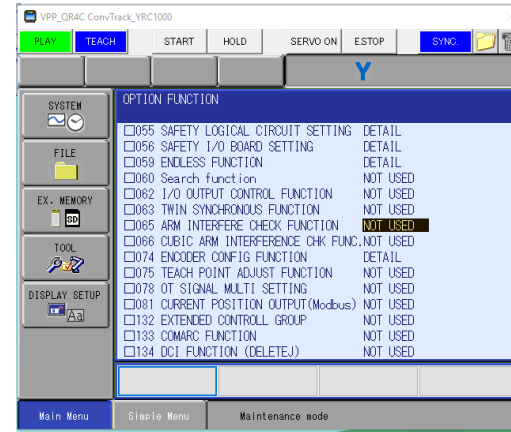 VPP_QR4C ConvTrack_YRC1000
PLAY TEACH START HOLD SERVO ON E.STOP SYNC.
Y
SYSTEM
FILE
EX. MEMORY
SD
TOOL
DISPLAY SETUP
Aa
OPTION FUNCTION
055 SAFETY LOGICAL CIRCUIT SETTING DETAIL
056 SAFETY I/O BOARD SETTING DETAIL
059 ENDLESS FUNCTION DETAIL
060 Search function NOT USED
062 I/O OUTPUT CONTROL FUNCTION NOT USED
063 TWIN SYNCHRONOUS FUNCTION NOT USED
065 ARM INTERFERE CHECK FUNCTION NOT USED
066 CUBIC ARM INTERFERENCE CHK FUNC. NOT USED
074 ENCODER CONFIG FUNCTION DETAIL
075 TEACH POINT ADJUST FUNCTION NOT USED
078 OT SIGNAL MULTI SETTING NOT USED
081 CURRENT POSITION OUTPUT(Modbus) NOT USED
132 EXTENDED CONTROLL GROUP NOT USED
133 COMARC FUNCTION NOT USED
134 DCI FUNCTION (DELETEJ) NOT USED
Main Menu Simple Menu Maintenance mode